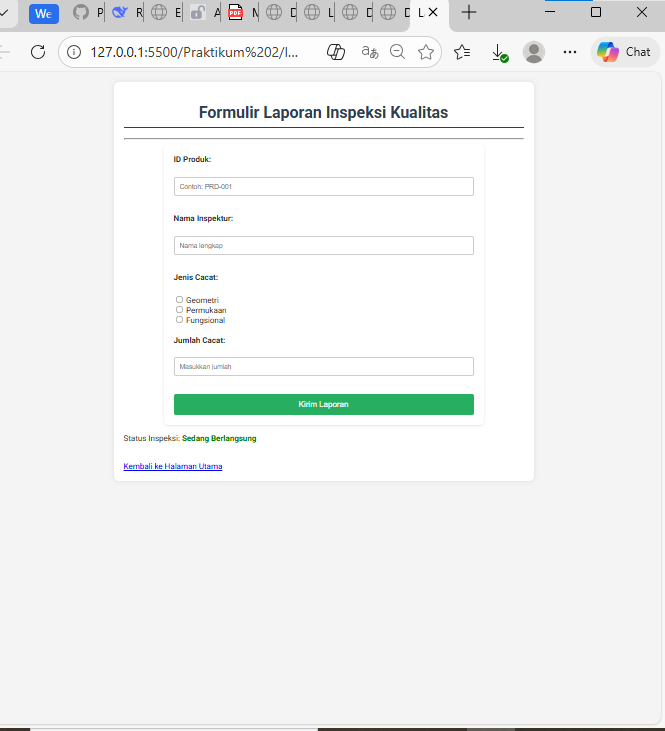 We
P
R
E
A
PDF
M
D
L
D
D
L
127.0.0.1:5500/Praktikum%202/l...
Chat
Formulir Laporan Inspeksi Kualitas
ID Produk:
Contoh: PRD-001
Nama Inspektur:
Nama lengkap
Jenis Cacat:
Geometri
Permukaan
Fungsional
Jumlah Cacat:
Masukkan jumlah
Kirim Laporan
Status Inspeksi: Sedang Berlangsung
Kembali ke Halaman Utama